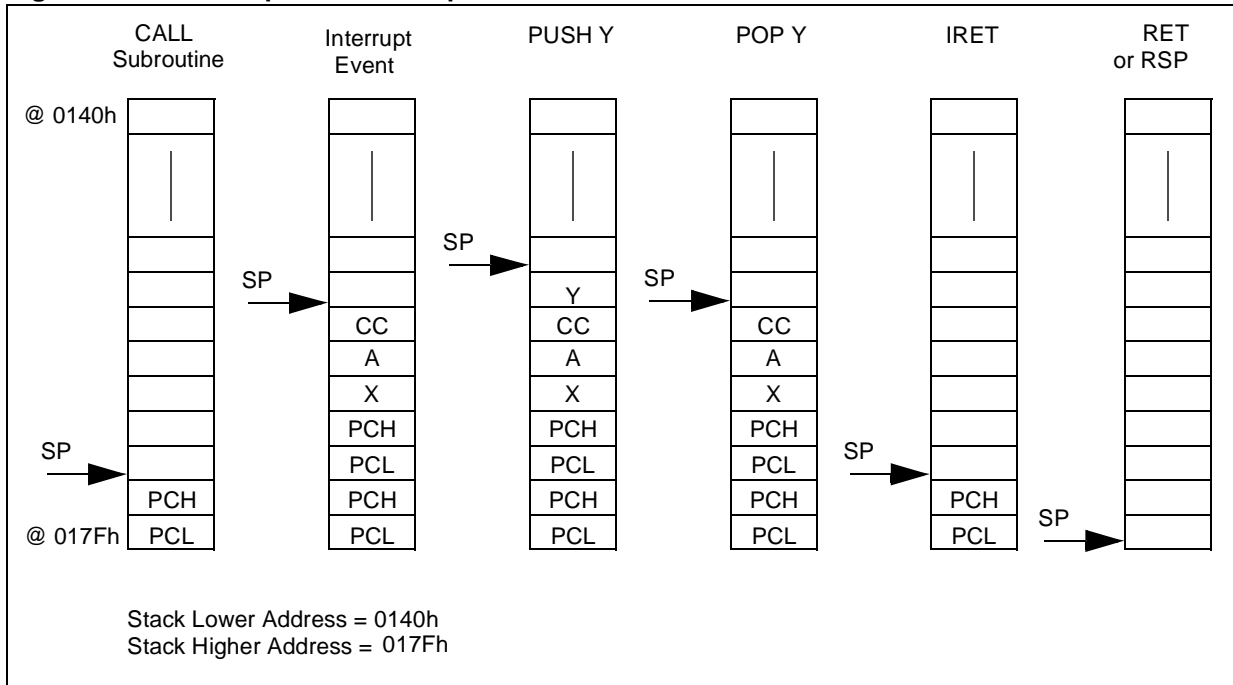 CALL
Subroutine
Interrupt
Event
PUSH Y
POP Y
IRET
RET
or RSP
@ 0140h
SP
SP
SP
Y
CC
CC
CC
A
A
A
X
X
X
PCH
PCH
PCH
SP
SP
PCL
PCL
PCL
PCH
PCH
PCH
PCH
PCH
SP
@ 017Fh
PCL
PCL
PCL
PCL
PCL
Stack Lower Address = 0140h
Stack Higher Address = 017Fh